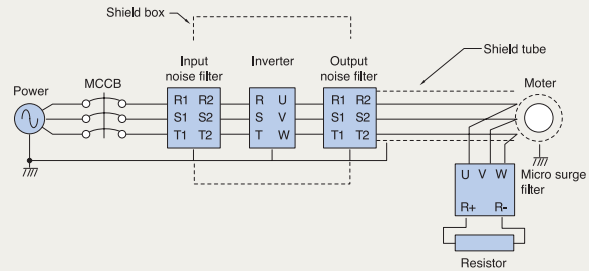 Shield box
Shield tube
Power
MCCB
Input
noise filter
Inverter
Output
noise filter
Moter
R1 R2
S1 S2
T1 T2
R U
S V
T W
R1 R2
S1 S2
T1 T2
U V W
R+ R-
Micro surge
filter
Resistor